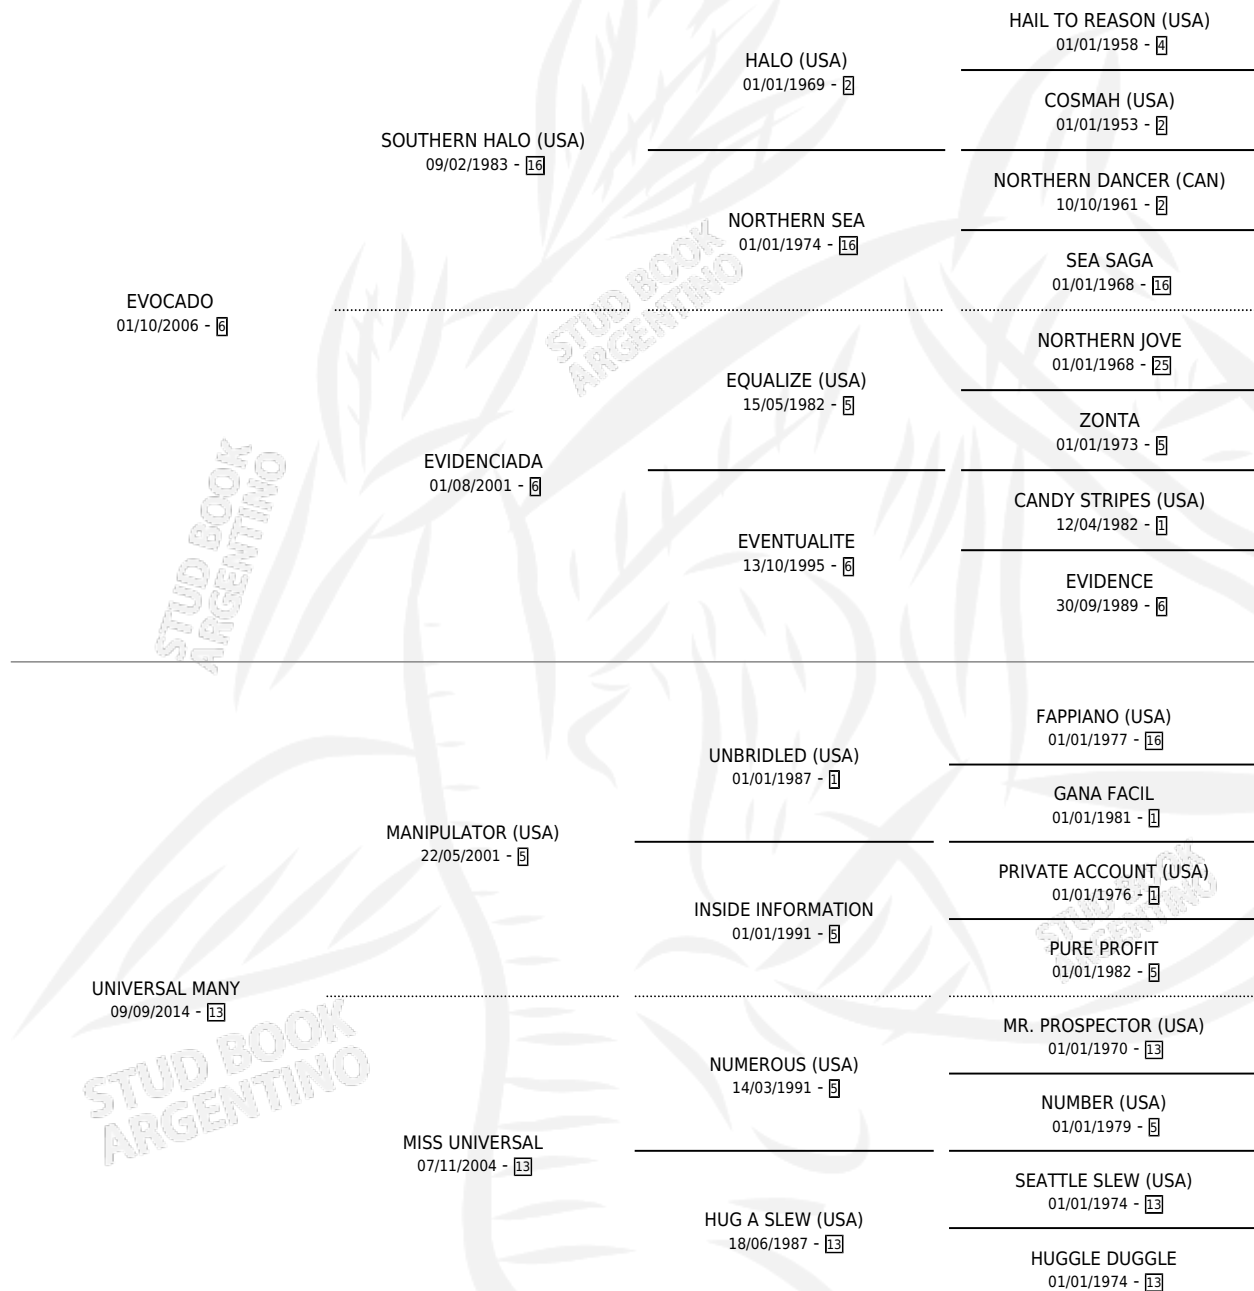 HAIL TO REASON (USA)
01/01/1958 - 4
HALO (USA)
01/01/1969 - 2
COSMAH (USA)
01/01/1953 - 2
SOUTHERN HALO (USA)
09/02/1983 - 16
NORTHERN DANCER (CAN)
10/10/1961 - 2
NORTHERN SEA
01/01/1974 - 16
SEA SAGA
01/01/1968 - 16
EVOCADO
01/10/2006 - 6
STUD BOOK
ARGENTINO
NORTHERN JOVE
01/01/1968 - 25
EQUALIZE (USA)
15/05/1982 - 5
ZONTA
01/01/1973 - 5
EVIDENCIADA
01/08/2001 - 6
CANDY STRIPES (USA)
12/04/1982 - 1
EVENTUALITE
13/10/1995 - 6
EVIDENCE
30/09/1989 - 6
STUD BOOK
ARGENTINO
FAPPIANO (USA)
01/01/1977 - 16
UNBRIDLED (USA)
01/01/1987 - 1
GANA FACIL
01/01/1981 - 1
MANIPULATOR (USA)
22/05/2001 - 5
PRIVATE ACCOUNT (USA)
01/01/1976 - 1
INSIDE INFORMATION
01/01/1991 - 5
PURE PROFIT
01/01/1982 - 5
STUD BOOK
ARGENTINO
UNIVERSAL MANY
09/09/2014 - 13
MR. PROSPECTOR (USA)
01/01/1970 - 13
NUMEROUS (USA)
14/03/1991 - 5
NUMBER (USA)
01/01/1979 - 5
STUD BOOK
ARGENTINO
MISS UNIVERSAL
07/11/2004 - 13
SEATTLE SLEW (USA)
01/01/1974 - 13
HUG A SLEW (USA)
18/06/1987 - 13
HUGGLE DUGGLE
01/01/1974 - 13